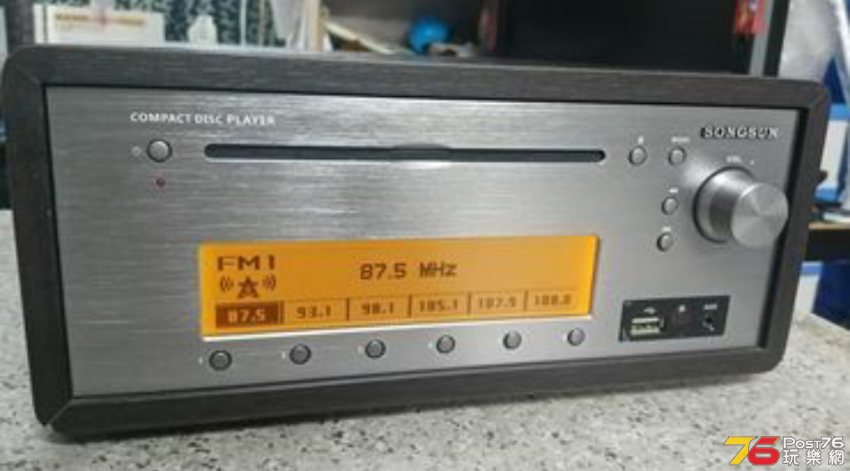 COMPACT DISC PLAYER
SONGSUN
FM1
87.5 MHz
87.5 93.1 98.1 105.1 107.9 108.0
76 Post76
玩樂網